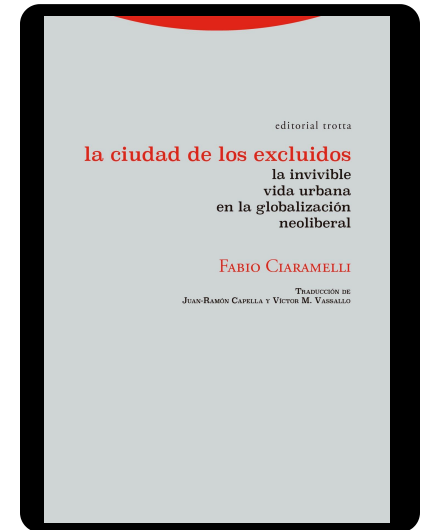 editorial trotta
la ciudad de los excluidos
la invivible
vida urbana
en la globalización
neoliberal
Fabio Ciaramelli
Traducción de
Juan-Ramón Capella y Víctor M. Vassallo